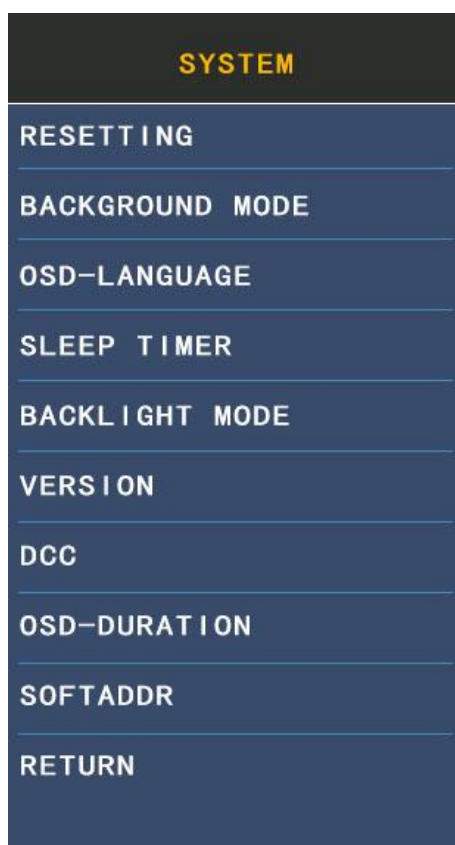 SYSTEM
RESETTING
BACKGROUND MODE
OSD-LANGUAGE
SLEEP TIMER
BACKLIGHT MODE
VERSION
DCC
OSD-DURATION
SOFTADDR
RETURN